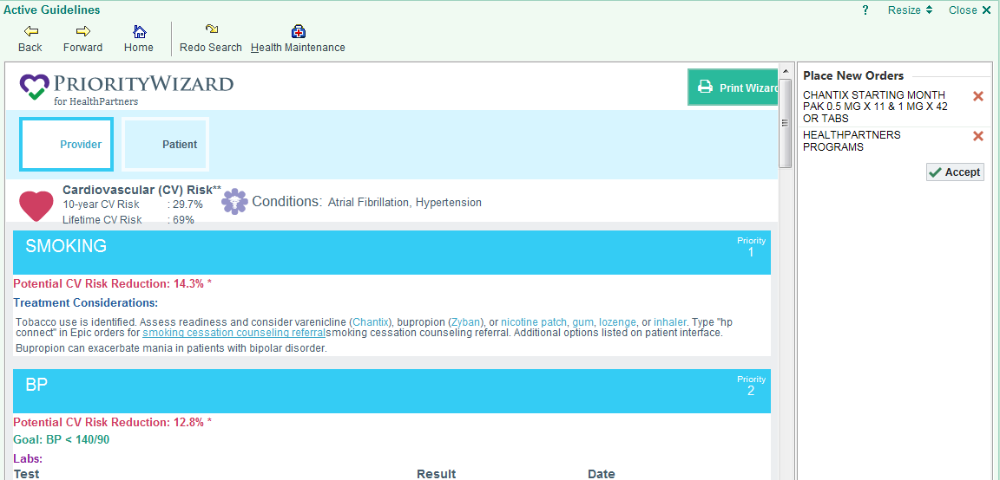 Active Guidelines
? Resize Close
Back Forward Home Redo Search Health Maintenance
PRIORITYWIZARD
for HealthPartners
Print Wizard
Provider
Patient
Cardiovascular (CV) Risk**
10-year CV Risk : 29.7%
Lifetime CV Risk : 69%
Conditions: Atrial Fibrillation, Hypertension
SMOKING
Priority
1
Potential CV Risk Reduction: 14.3% *
Treatment Considerations:
Tobacco use is identified. Assess readiness and consider varenicline (Chantix), bupropion (Zyban), or nicotine patch, gum, lozenge, or inhaler. Type "hp
connect" in Epic orders for smoking cessation counseling referralsmoking cessation counseling referral. Additional options listed on patient interface.
Bupropion can exacerbate mania in patients with bipolar disorder.
BP
Priority
2
Potential CV Risk Reduction: 12.8% *
Goal: BP < 140/90
Labs:
Test Result Date
Place New Orders
CHANTIX STARTING MONTH
PAK 0.5 MG X 11 & 1 MG X 42
OR TABS
HEALTHPARTNERS
PROGRAMS
Accept